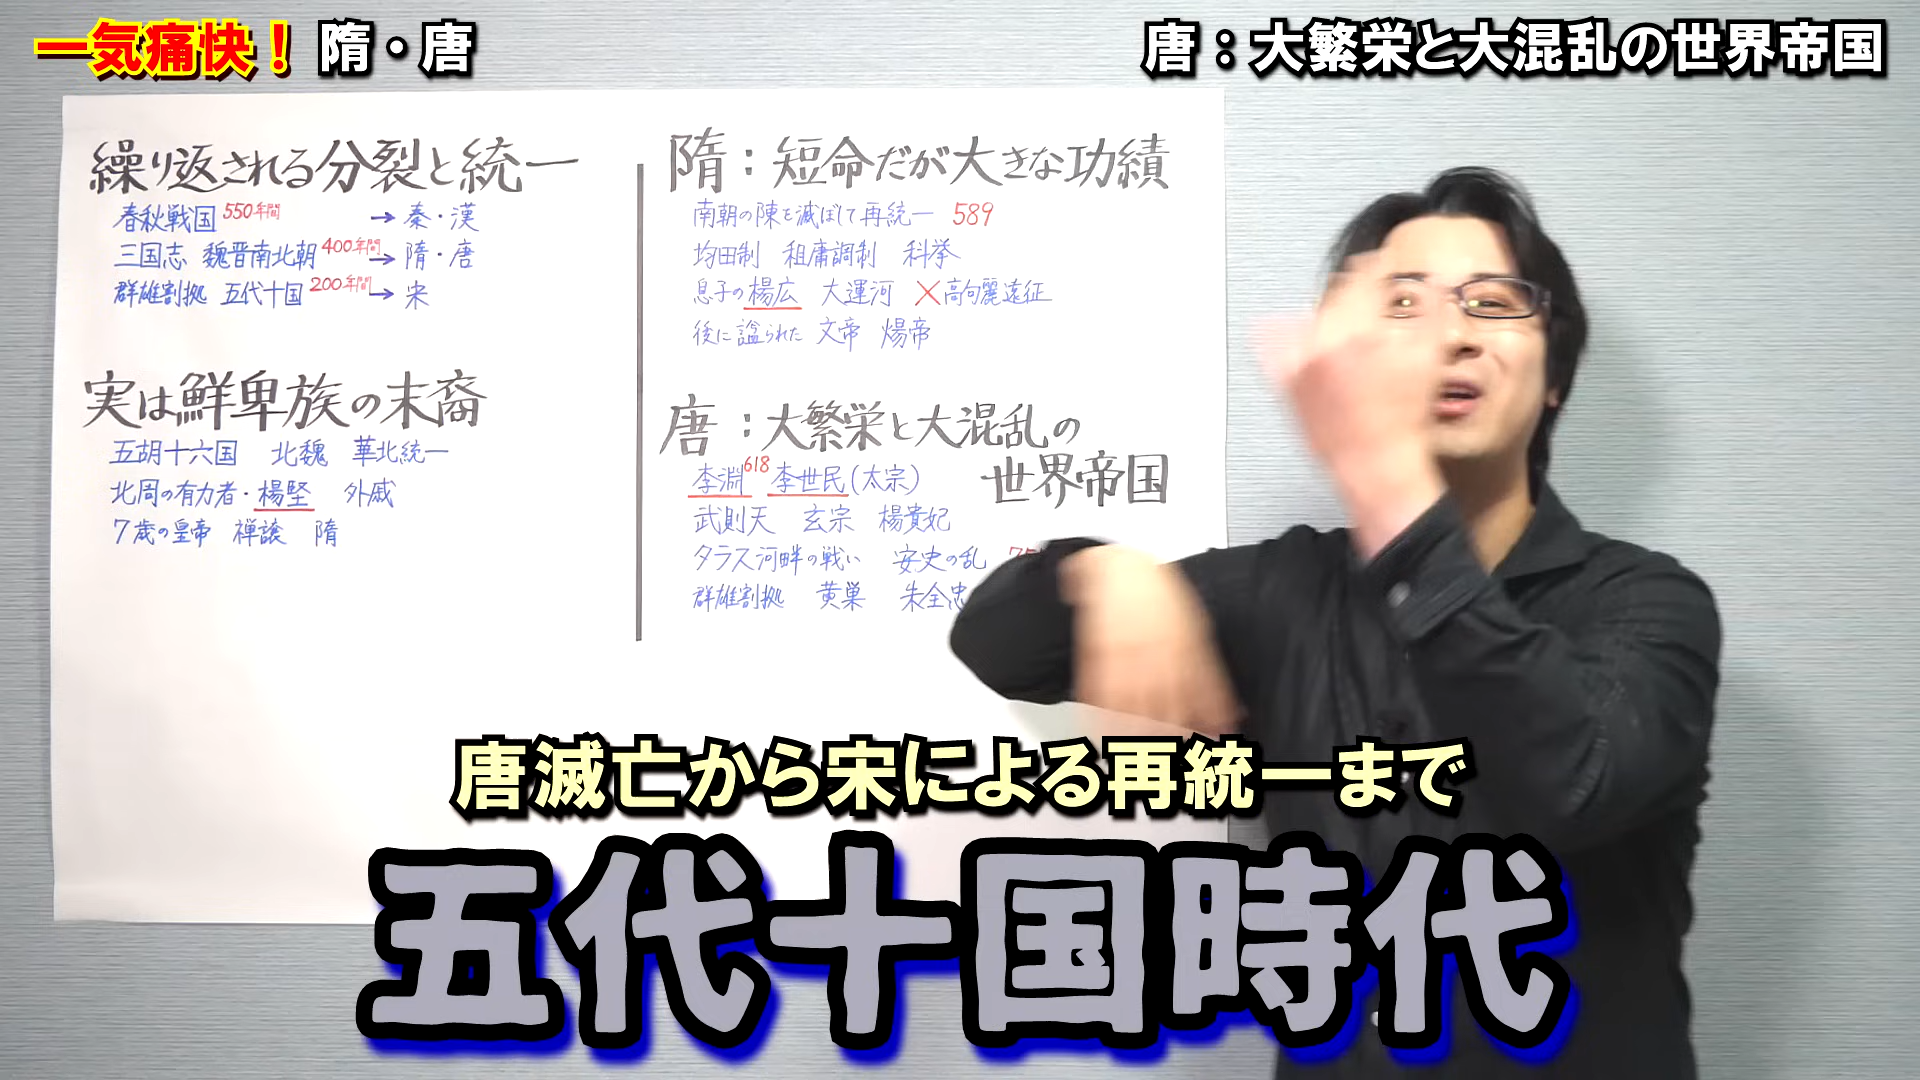 一気痛快！ 隋・唐
唐：大繁栄と大混乱の世界帝国
繰り返される分裂と統一
春秋戦国 550年間 → 秦・漢
三国志 魏晋南北朝 400年間 → 隋・唐
群雄割拠 五代十国 200年間 → 宋
実は鮮卑族の末裔
五胡十六国 北魏 華北統一
北周の有力者・楊堅 外戚
7歳の皇帝 禅譲 隋
隋：短命だが大きな功績
南朝の陳を滅ぼして再統一 589
均田制 租庸調制 科挙
息子の楊広 大運河 ×高句麗遠征
後に諡られた 文帝 煬帝
唐：大繁栄と大混乱の
世界帝国
李淵 618 李世民(太宗)
武則天 玄宗 楊貴妃
タラス河畔の戦い 安史の乱
群雄割拠 黄巣 朱全忠
唐滅亡から宋による再統一まで
五代十国時代